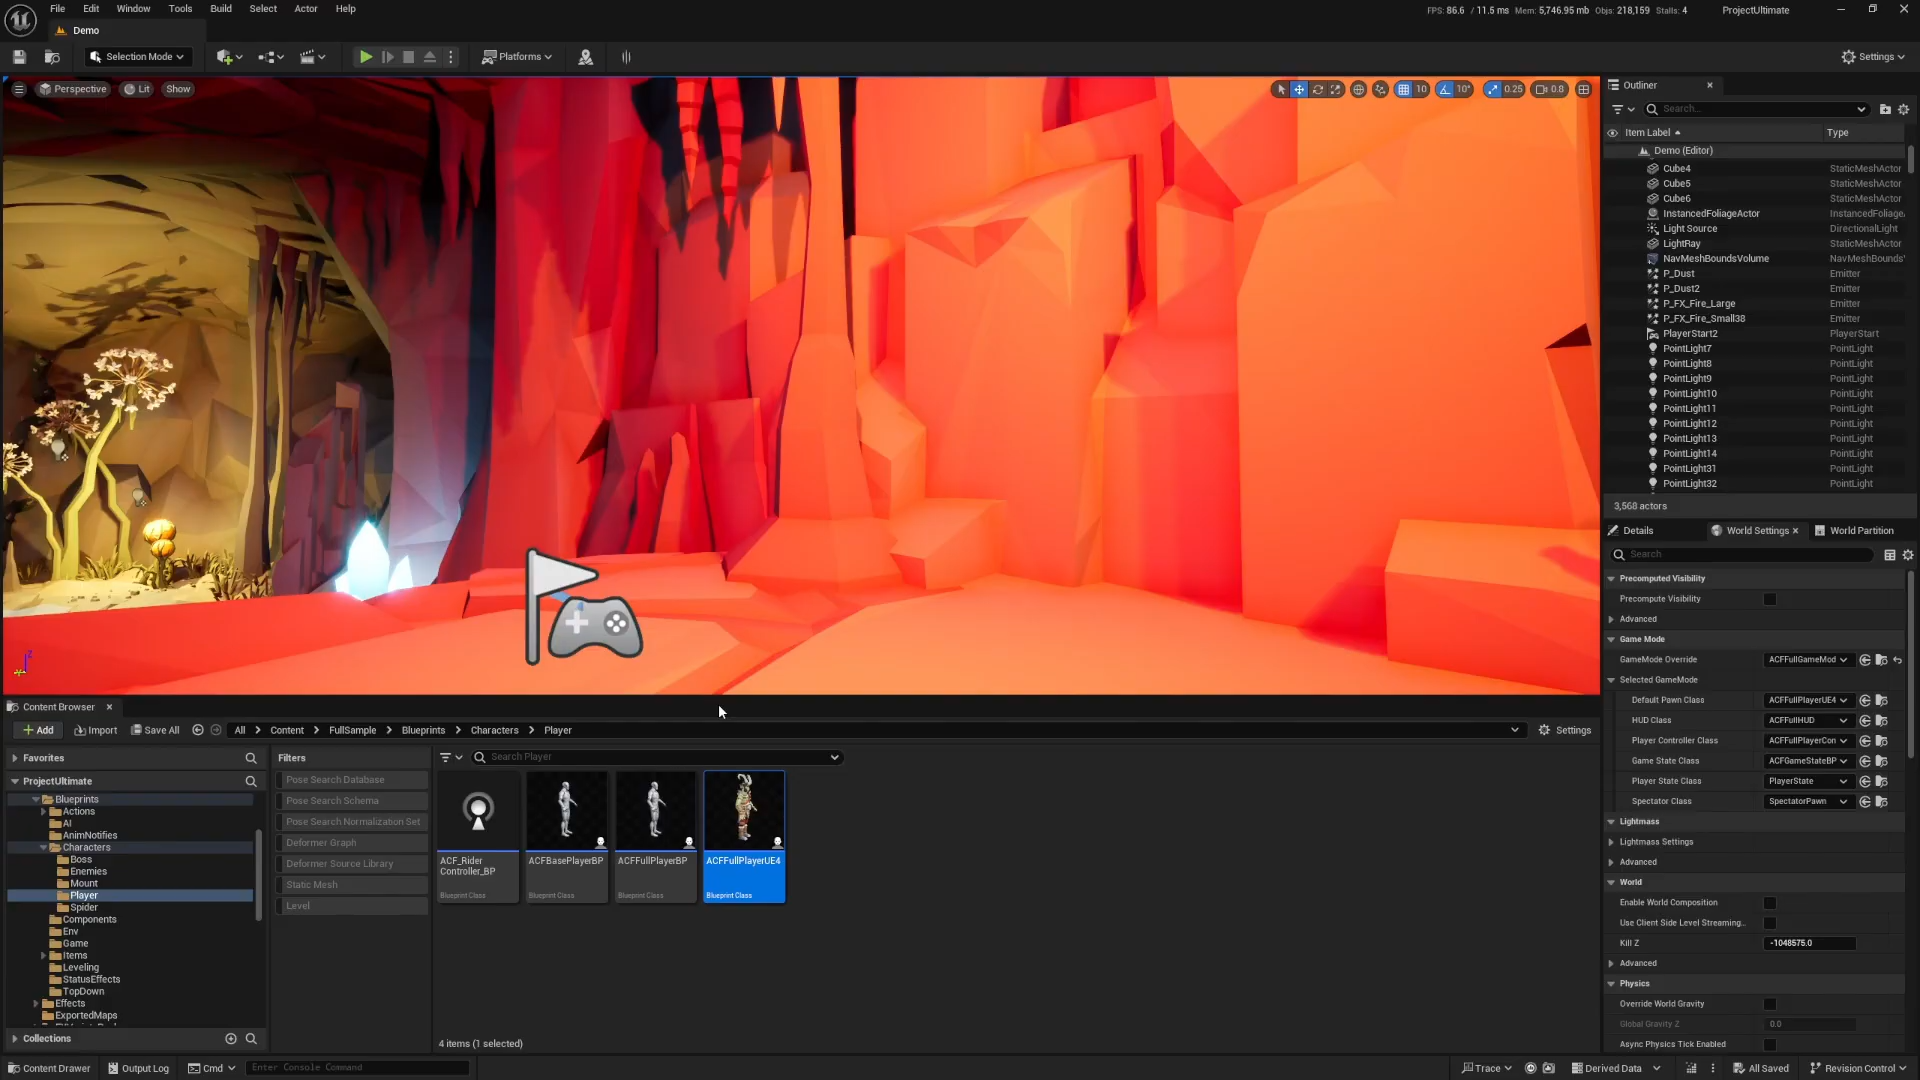 File Edit Window Tools Build Select Actor Help
FPS: 86.6 / 11.5 ms Mem: 5,746.95 mb Objs: 218,159 Stalls: 4 ProjectUltimate
Demo
Selection Mode Platforms Settings
Perspective Lit Show
10 10° 0.25 0.8
Outliner
Search...
Item Label Type
Demo (Editor)
Cube4 StaticMeshActor
Cube5 StaticMeshActor
Cube6 StaticMeshActor
InstancedFoliageActor InstancedFoliage
Light Source DirectionalLight
LightRay StaticMeshActor
NavMeshBoundsVolume NavMeshBounds
P_Dust Emitter
P_Dust2 Emitter
P_FX_Fire_Large Emitter
P_FX_Fire_Small38 Emitter
PlayerStart2 PlayerStart
PointLight7 PointLight
PointLight8 PointLight
PointLight9 PointLight
PointLight10 PointLight
PointLight11 PointLight
PointLight12 PointLight
PointLight13 PointLight
PointLight14 PointLight
PointLight31 PointLight
PointLight32 PointLight
3,568 actors
Details World Settings World Partition
Search
Precomputed Visibility
Precompute Visibility
Advanced
Game Mode
GameMode Override ACFFullGameMod
Selected GameMode
Default Pawn Class ACFFullPlayerUE4
HUD Class ACFFullHUD
Player Controller Class ACFFullPlayerCon
Game State Class ACFGameStateBP
Player State Class PlayerState
Spectator Class SpectatorPawn
Lightmass
Lightmass Settings
Advanced
World
Enable World Composition
Use Client Side Level Streaming...
Kill Z -1048575.0
Advanced
Physics
Override World Gravity
Global Gravity Z 0.0
Async Physics Tick Enabled
Z
Content Browser
Add Import Save All All Content FullSample Blueprints Characters Player Settings
Favorites
ProjectUltimate
Blueprints
Actions
AI
AnimNotifies
Characters
Boss
Enemies
Mount
Player
Spider
Components
Env
Game
Items
Leveling
StatusEffects
TopDown
Effects
ExportedMaps
Collections
Filters
Pose Search Database
Pose Search Schema
Pose Search Normalization Set
Deformer Graph
Deformer Source Library
Static Mesh
Level
Search Player
ACF_Rider
Controller_BP
Blueprint Class
ACFBasePlayerBP
Blueprint Class
ACFFullPlayerBP
Blueprint Class
ACFFullPlayerUE4
Blueprint Class
4 items (1 selected)
Content Drawer Output Log Cmd Enter Console Command
Trace Derived Data All Saved Revision Control